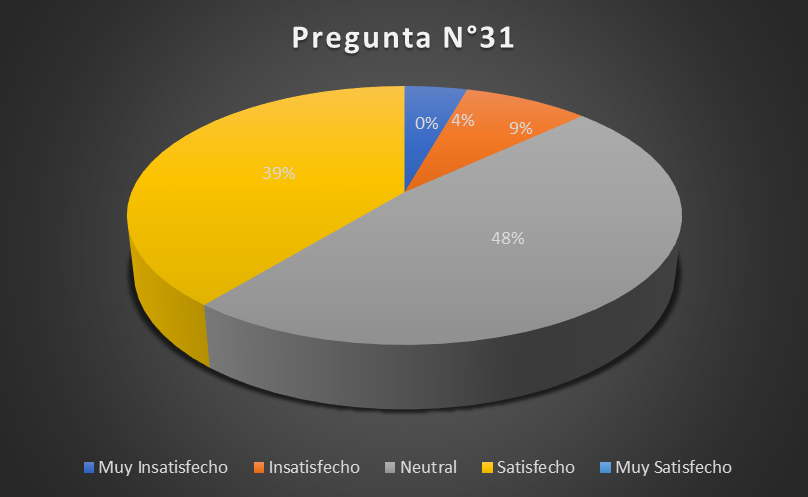 Pregunta N°31
0% 4% 9%
39%
48%
Muy Insatisfecho Insatisfecho Neutral Satisfecho Muy Satisfecho